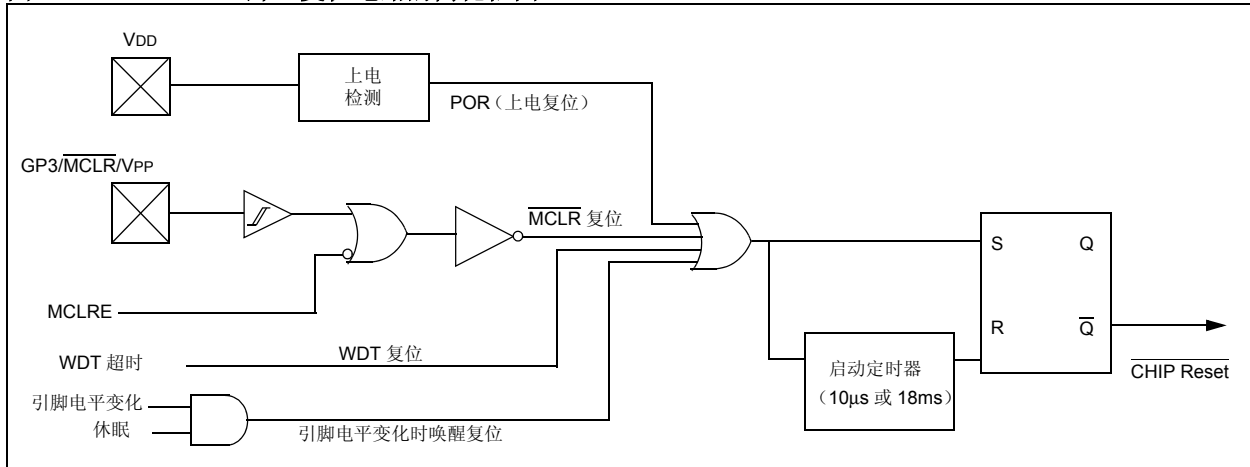 VDD
上电
检测
POR（上电复位）
GP3/MCLR/VPP
MCLR 复位
MCLRE
WDT 超时
WDT 复位
引脚电平变化
休眠
引脚电平变化时唤醒复位
S
Q
R
Q
启动定时器
（10μs 或 18ms）
CHIP Reset